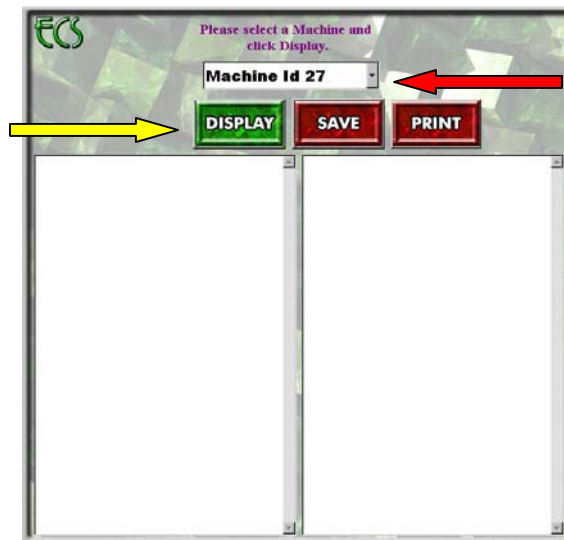 ECS
Please select a Machine and
click Display.
Machine Id 27
DISPLAY SAVE PRINT